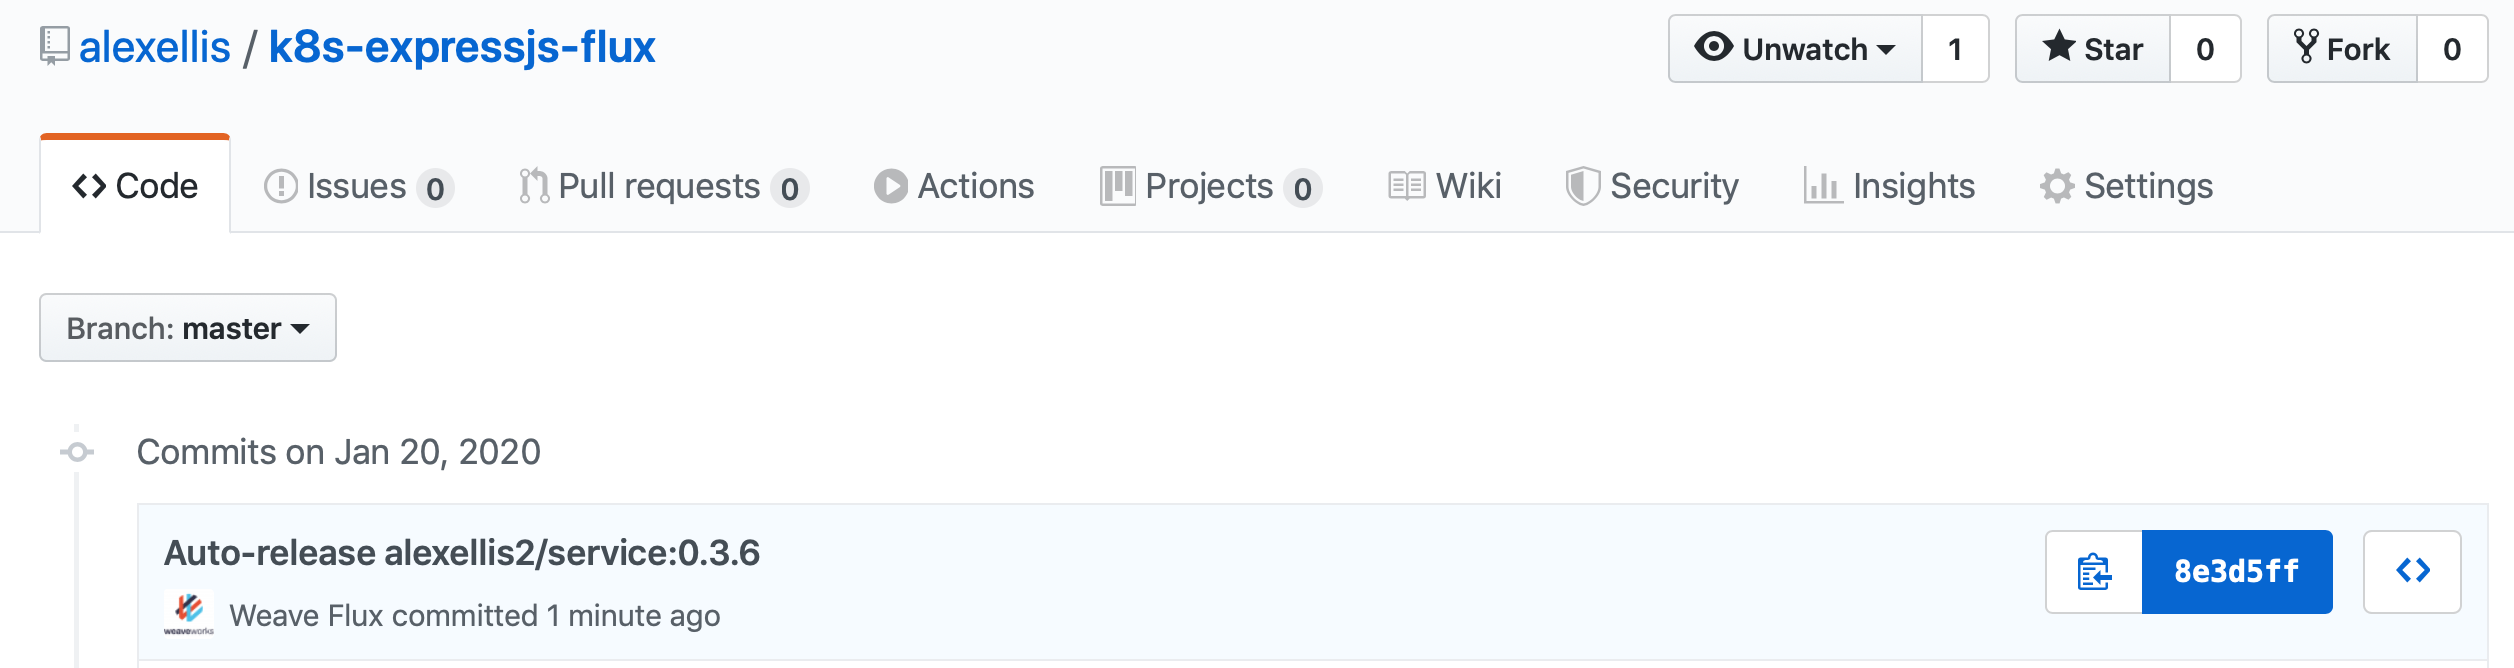 alexellis / k8s-expressjs-flux
Unwatch 1 Star 0 Fork 0
Code Issues 0 Pull requests 0 Actions Projects 0 Wiki Security Insights Settings
Branch: master
Commits on Jan 20, 2020
Auto-release alexellis2/service:0.3.6
8e3d5ff
weaveworks
Weave Flux committed 1 minute ago